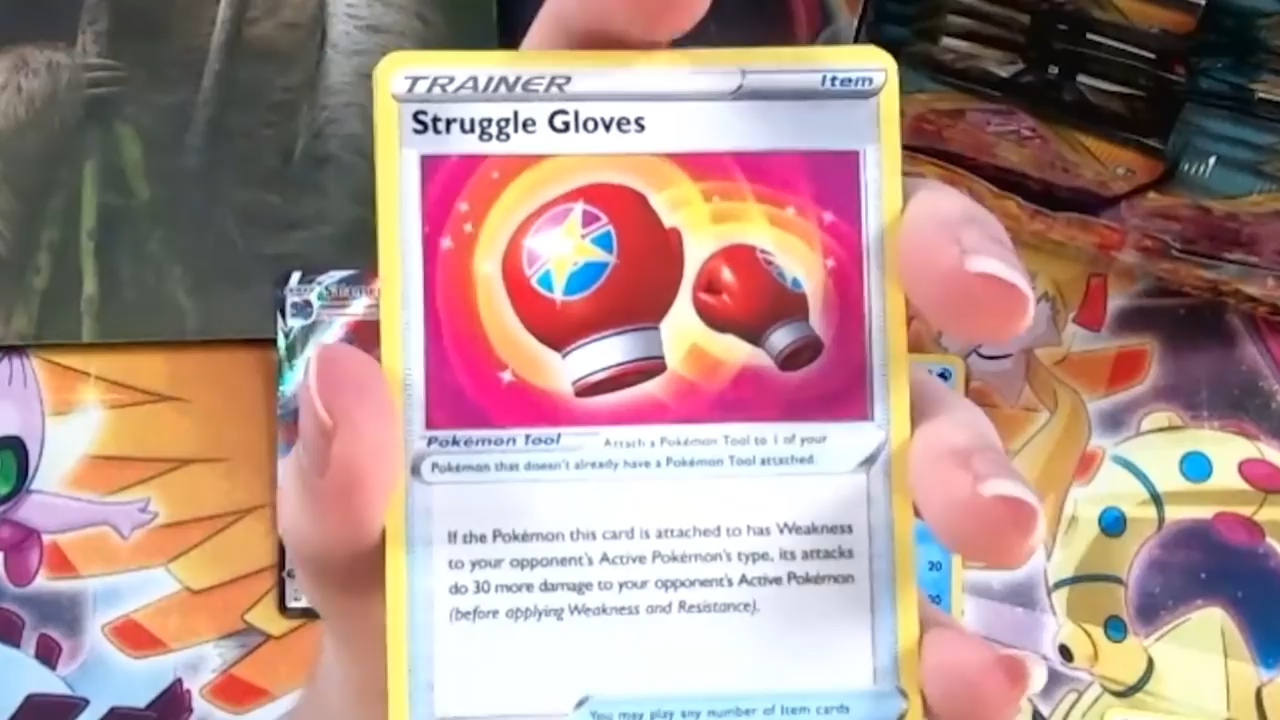 TRAINER Item
Struggle Gloves
Pokémon Tool Attach a Pokémon Tool to 1 of your
Pokémon that doesn't already have a Pokémon Tool attached.
If the Pokémon this card is attached to has Weakness
to your opponent's Active Pokémon's type, its attacks
do 30 more damage to your opponent's Active Pokémon
(before applying Weakness and Resistance).
You may play any number of Item cards
20